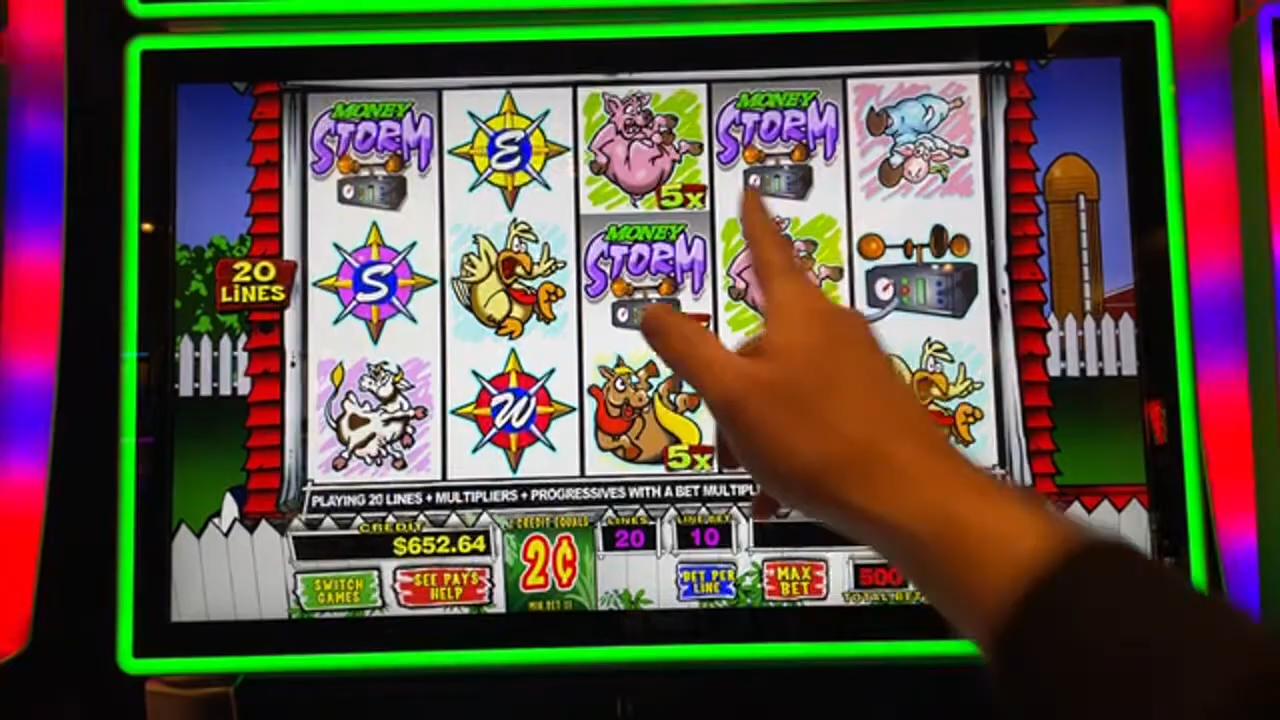 MONEY
STORM
E
5x
MONEY
STORM
20
LINES
S
MONEY
STORM
W
5x
PLAYING 20 LINES + MULTIPLIERS + PROGRESSIVES WITH A BET
CREDIT
$652.64
1 CREDIT EQUALS
2¢
LINES
20
LINE BET
10
SWITCH
GAMES
SEE PAYS
HELP
BET PER
LINE
MAX
BET
500
TOTAL BET